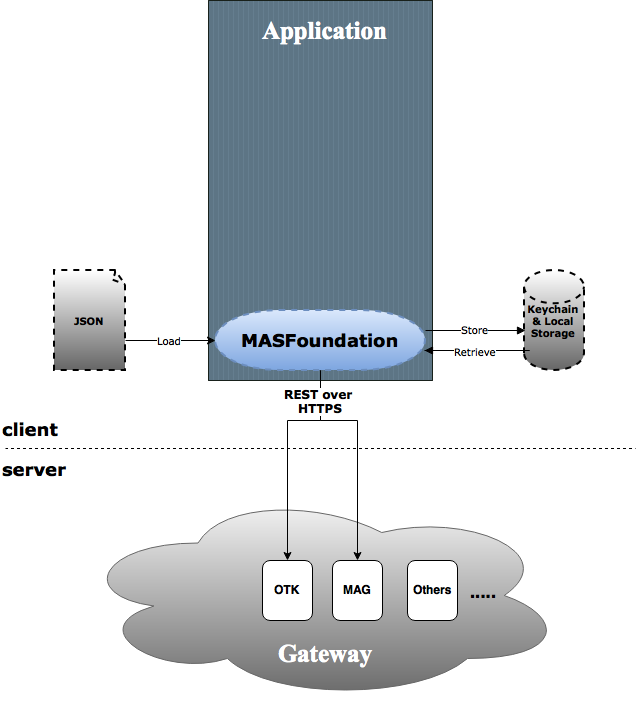 Application
JSON
Load
MASFoundation
Store
Retrieve
Keychain
& Local
Storage
REST over
HTTPS
client
server
OTK
MAG
Others
.....
Gateway